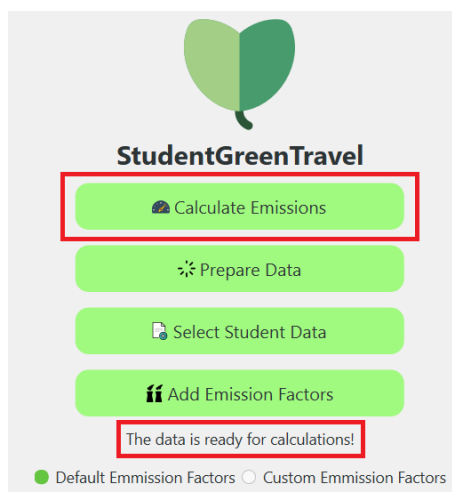 StudentGreenTravel
Calculate Emissions
Prepare Data
Select Student Data
Add Emission Factors
The data is ready for calculations!
Default Emmission Factors Custom Emmission Factors